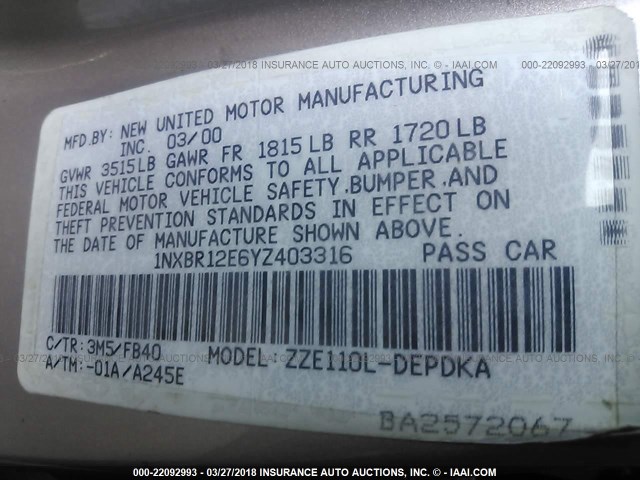 000-22092993 - 03/27/2018 INSURANCE AUTO AUCTIONS, INC. - © IAAI.COM
MFD.BY: NEW UNITED MOTOR MANUFACTURING
INC. 03/00
GVWR 3515LB GAWR FR 1815LB RR 1720LB
THIS VEHICLE CONFORMS TO ALL APPLICABLE
FEDERAL MOTOR VEHICLE SAFETY,BUMPER,AND
THEFT PREVENTION STANDARDS IN EFFECT ON
THE DATE OF MANUFACTURE SHOWN ABOVE.
1NXBR12E6YZ403316 PASS CAR
C/TR:3M5/FB40 MODEL:ZZE110L-DEPDKA
A/TM:-01A/A245E
BA2572067
000-22092993 - 03/27/2018 INSURANCE AUTO AUCTIONS, INC. - © IAAI.COM